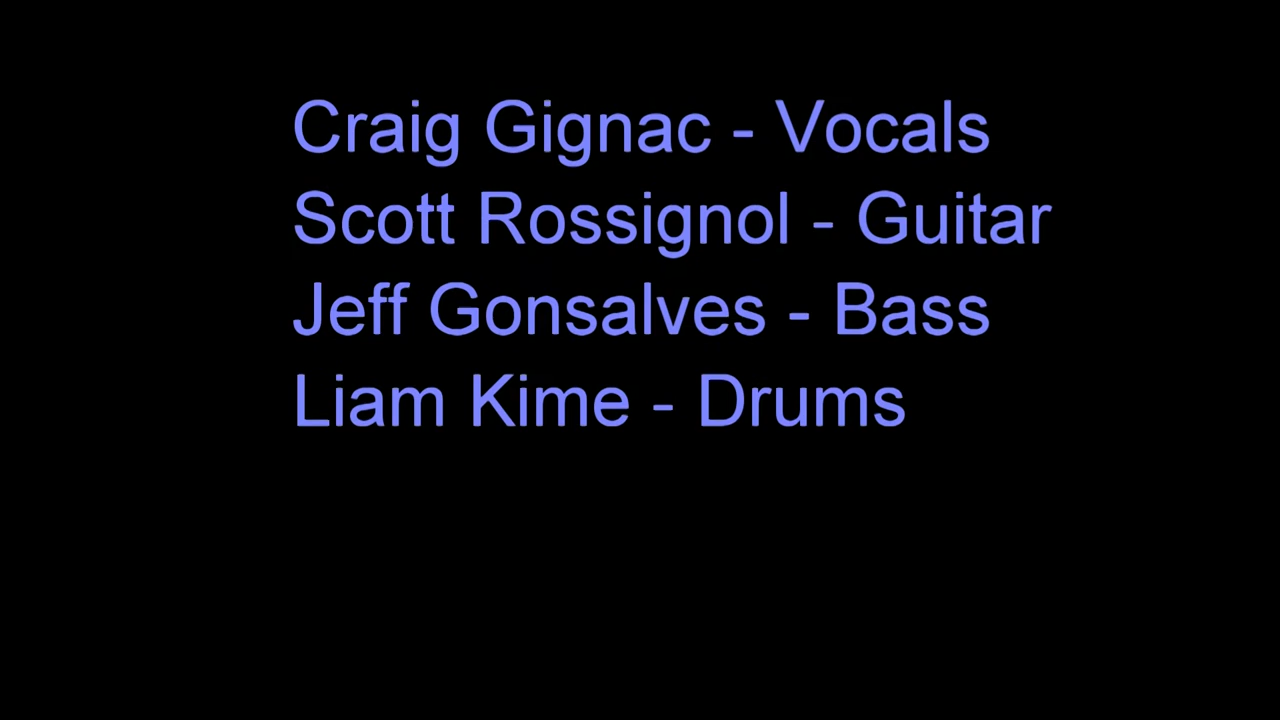 Craig Gignac - Vocals
Scott Rossignol - Guitar
Jeff Gonsalves - Bass
Liam Kime - Drums